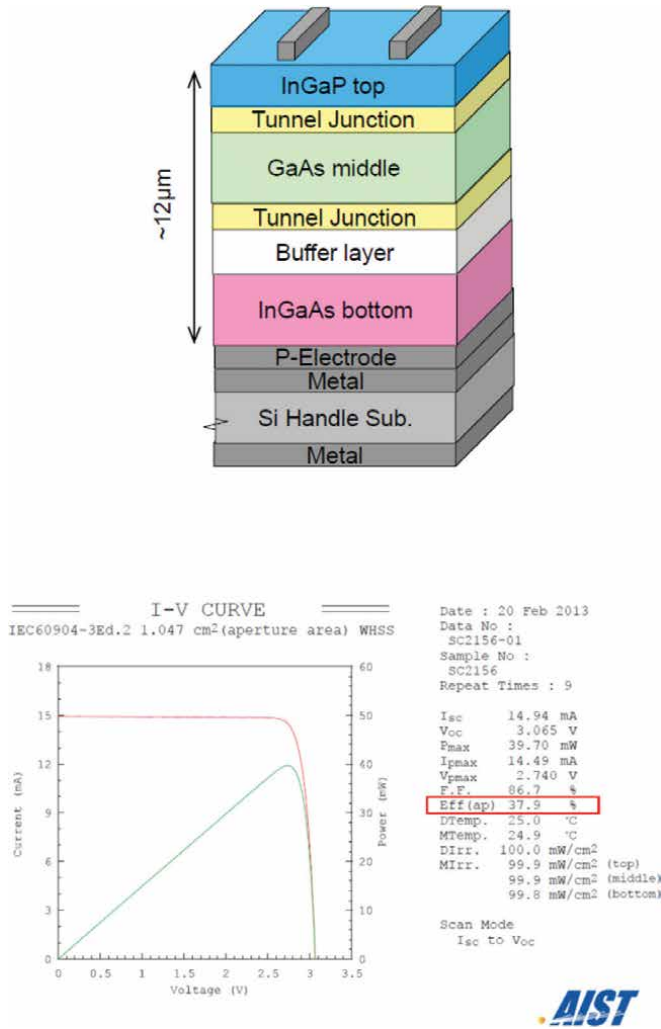 InGaP top
Tunnel Junction
GaAs middle
Tunnel Junction
Buffer layer
InGaAs bottom
P-Electrode
Metal
Si Handle Sub.
Metal
~12μm
I-V CURVE
IEC60904-3Ed.2 1.047 cm²(aperture area) WHSS
18
15
12
9
6
3
0
Current (mA)
60
50
40
30
20
10
0
Power (mW)
0 0.5 1 1.5 2 2.5 3 3.5
Voltage (V)
Date : 20 Feb 2013
Data No :
SC2156-01
Sample No :
SC2156
Repeat Times : 9
Isc 14.94 mA
Voc 3.065 V
Pmax 39.70 mW
Ipmax 14.49 mA
Vpmax 2.740 V
F.F. 86.7 %
Eff(ap) 37.9 %
DTemp. 25.0 °C
MTemp. 24.9 °C
DIrr. 100.0 mW/cm²
MIrr. 99.9 mW/cm² (top)
99.9 mW/cm² (middle)
99.8 mW/cm² (bottom)
Scan Mode
Isc to Voc
AIST